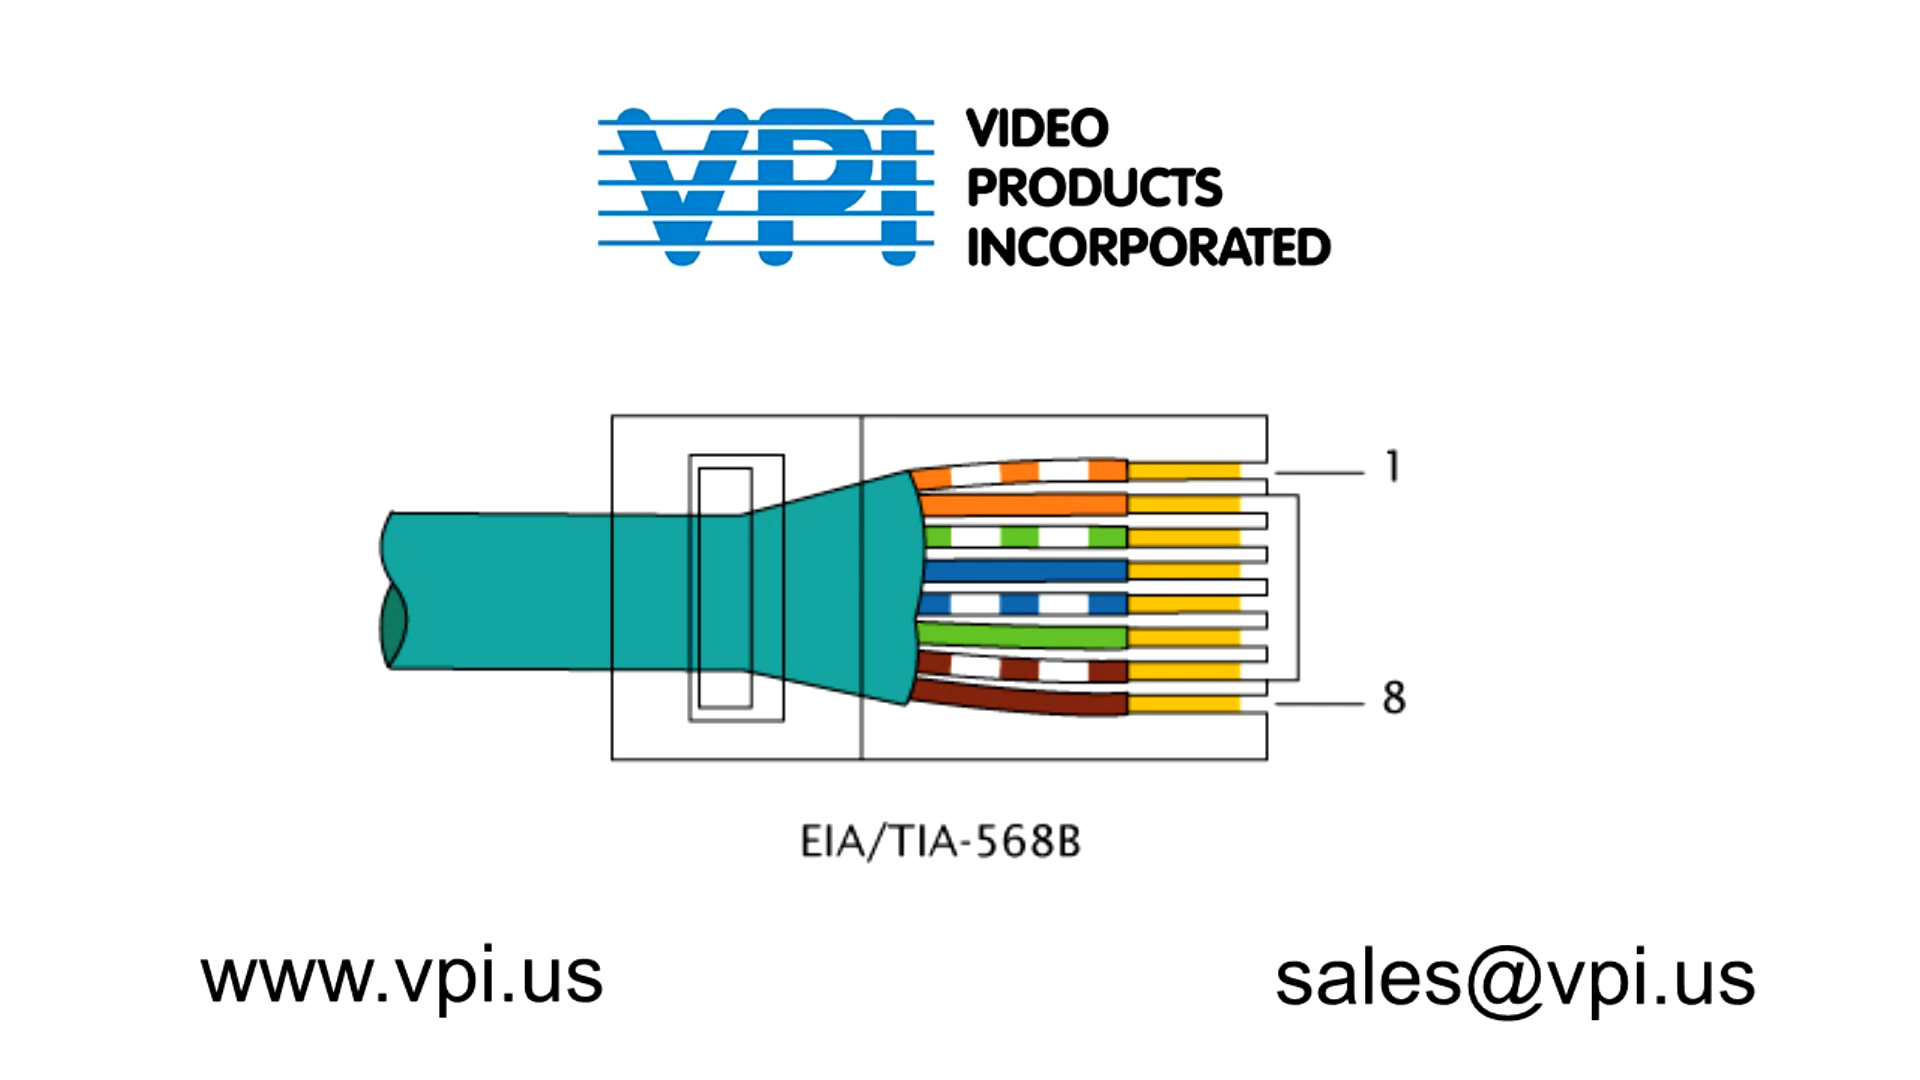 VPI
VIDEO
PRODUCTS
INCORPORATED
1
8
EIA/TIA-568B
www.vpi.us
sales@vpi.us